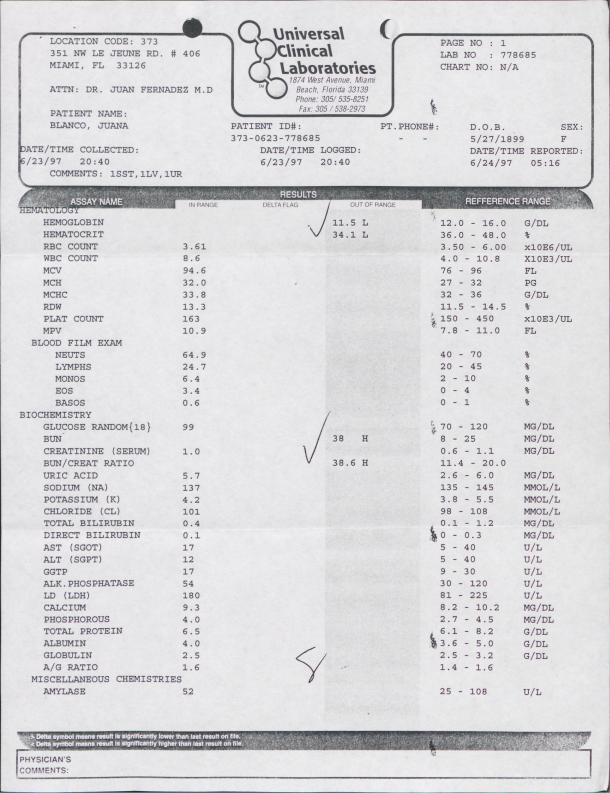 LOCATION CODE: 373
351 NW LE JEUNE RD. # 406
MIAMI, FL 33126
ATTN: DR. JUAN FERNADEZ M.D
PATIENT NAME:
BLANCO, JUANA
Universal
Clinical
Laboratories
TM
1874 West Avenue, Miami
Beach, Florida 33139
Phone: 305/ 535-8251
Fax: 305 / 538-2973
PAGE NO : 1
LAB NO : 778685
CHART NO: N/A
PATIENT ID#: PT.PHONE#: D.O.B. SEX:
373-0623-778685 - - 5/27/1899 F
DATE/TIME COLLECTED: DATE/TIME LOGGED: DATE/TIME REPORTED:
6/23/97 20:40 6/23/97 20:40 6/24/97 05:16
COMMENTS: 1SST,1LV,1UR
RESULTS
ASSAY NAME IN RANGE DELTA FLAG OUT OF RANGE REFFERENCE RANGE
HEMATOLOGY
HEMOGLOBIN 11.5 L 12.0 - 16.0 G/DL
HEMATOCRIT 34.1 L 36.0 - 48.0 %
RBC COUNT 3.61 3.50 - 6.00 x10E6/UL
WBC COUNT 8.6 4.0 - 10.8 X10E3/UL
MCV 94.6 76 - 96 FL
MCH 32.0 27 - 32 PG
MCHC 33.8 32 - 36 G/DL
RDW 13.3 11.5 - 14.5 %
PLAT COUNT 163 150 - 450 x10E3/UL
MPV 10.9 7.8 - 11.0 FL
BLOOD FILM EXAM
NEUTS 64.9 40 - 70 %
LYMPHS 24.7 20 - 45 %
MONOS 6.4 2 - 10 %
EOS 3.4 0 - 4 %
BASOS 0.6 0 - 1 %
BIOCHEMISTRY
GLUCOSE RANDOM{18} 99 70 - 120 MG/DL
BUN 38 H 8 - 25 MG/DL
CREATININE (SERUM) 1.0 0.6 - 1.1 MG/DL
BUN/CREAT RATIO 38.6 H 11.4 - 20.0
URIC ACID 5.7 2.6 - 6.0 MG/DL
SODIUM (NA) 137 135 - 145 MMOL/L
POTASSIUM (K) 4.2 3.8 - 5.5 MMOL/L
CHLORIDE (CL) 101 98 - 108 MMOL/L
TOTAL BILIRUBIN 0.4 0.1 - 1.2 MG/DL
DIRECT BILIRUBIN 0.1 0 - 0.3 MG/DL
AST (SGOT) 17 5 - 40 U/L
ALT (SGPT) 12 5 - 40 U/L
GGTP 17 9 - 30 U/L
ALK.PHOSPHATASE 54 30 - 120 U/L
LD (LDH) 180 81 - 225 U/L
CALCIUM 9.3 8.2 - 10.2 MG/DL
PHOSPHOROUS 4.0 2.7 - 4.5 MG/DL
TOTAL PROTEIN 6.5 6.1 - 8.2 G/DL
ALBUMIN 4.0 3.6 - 5.0 G/DL
GLOBULIN 2.5 2.5 - 3.2 G/DL
A/G RATIO 1.6 1.4 - 1.6
MISCELLANEOUS CHEMISTRIES
AMYLASE 52 25 - 108 U/L
Delta symbol means result is significantly lower than last result on file.
Delta symbol means result is significantly higher than last result on file.
PHYSICIAN'S
COMMENTS: